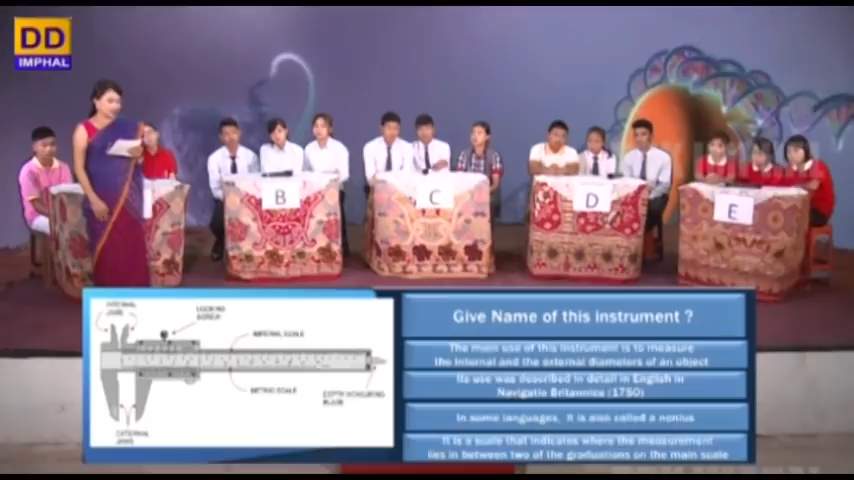 DD
IMPHAL
B
C
D
E
INTERNAL
JAWS
LOCKING
SCREW
IMPERIAL SCALE
METRIC SCALE
DEPTH MEASURING
BLADE
EXTERNAL
JAWS
Give Name of this instrument ?
The main use of this instrument is to measure
the internal and the external diameters of an object
Its use was described in detail in English in
Navigatio Britannica (1750)
In some languages, it is also called a nonius
It is a scale that indicates where the measurement
lies in between two of the graduations on the main scale